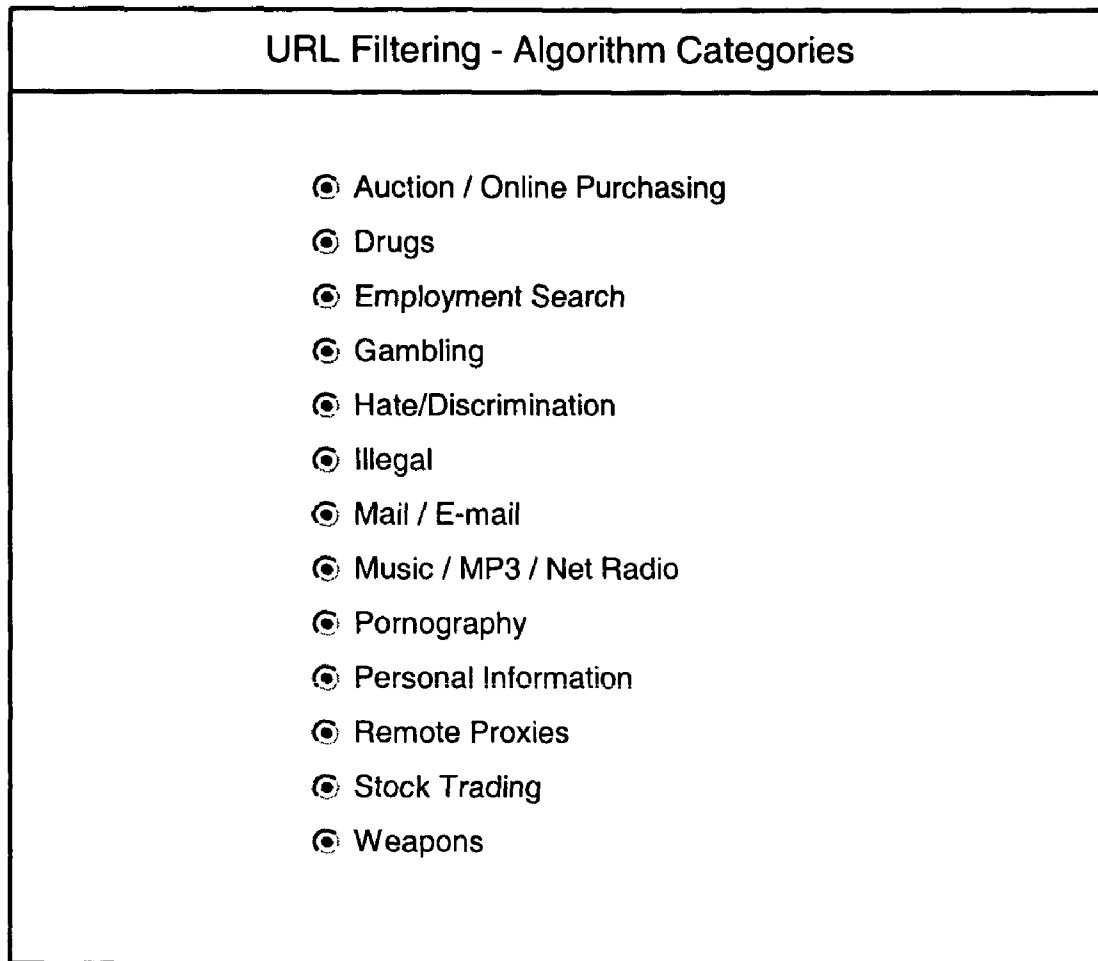 URL Filtering - Algorithm Categories
Auction / Online Purchasing
Drugs
Employment Search
Gambling
Hate/Discrimination
Illegal
Mail / E-mail
Music / MP3 / Net Radio
Pornography
Personal Information
Remote Proxies
Stock Trading
Weapons